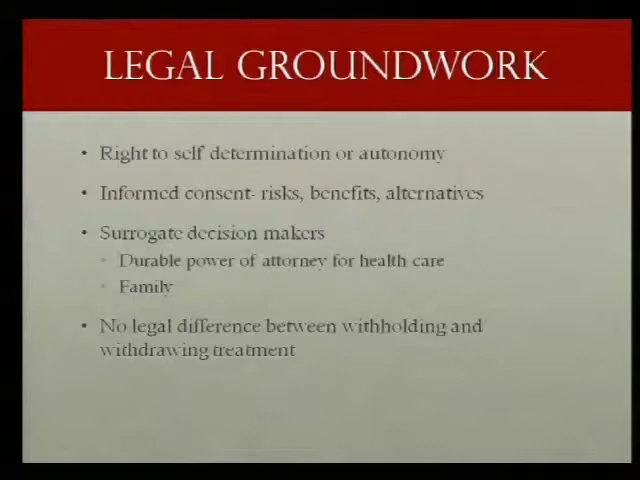 LEGAL GROUNDWORK
• Right to self determination or autonomy
• Informed consent- risks, benefits, alternatives
• Surrogate decision makers
• Durable power of attorney for health care
• Family
• No legal difference between withholding and
withdrawing treatment